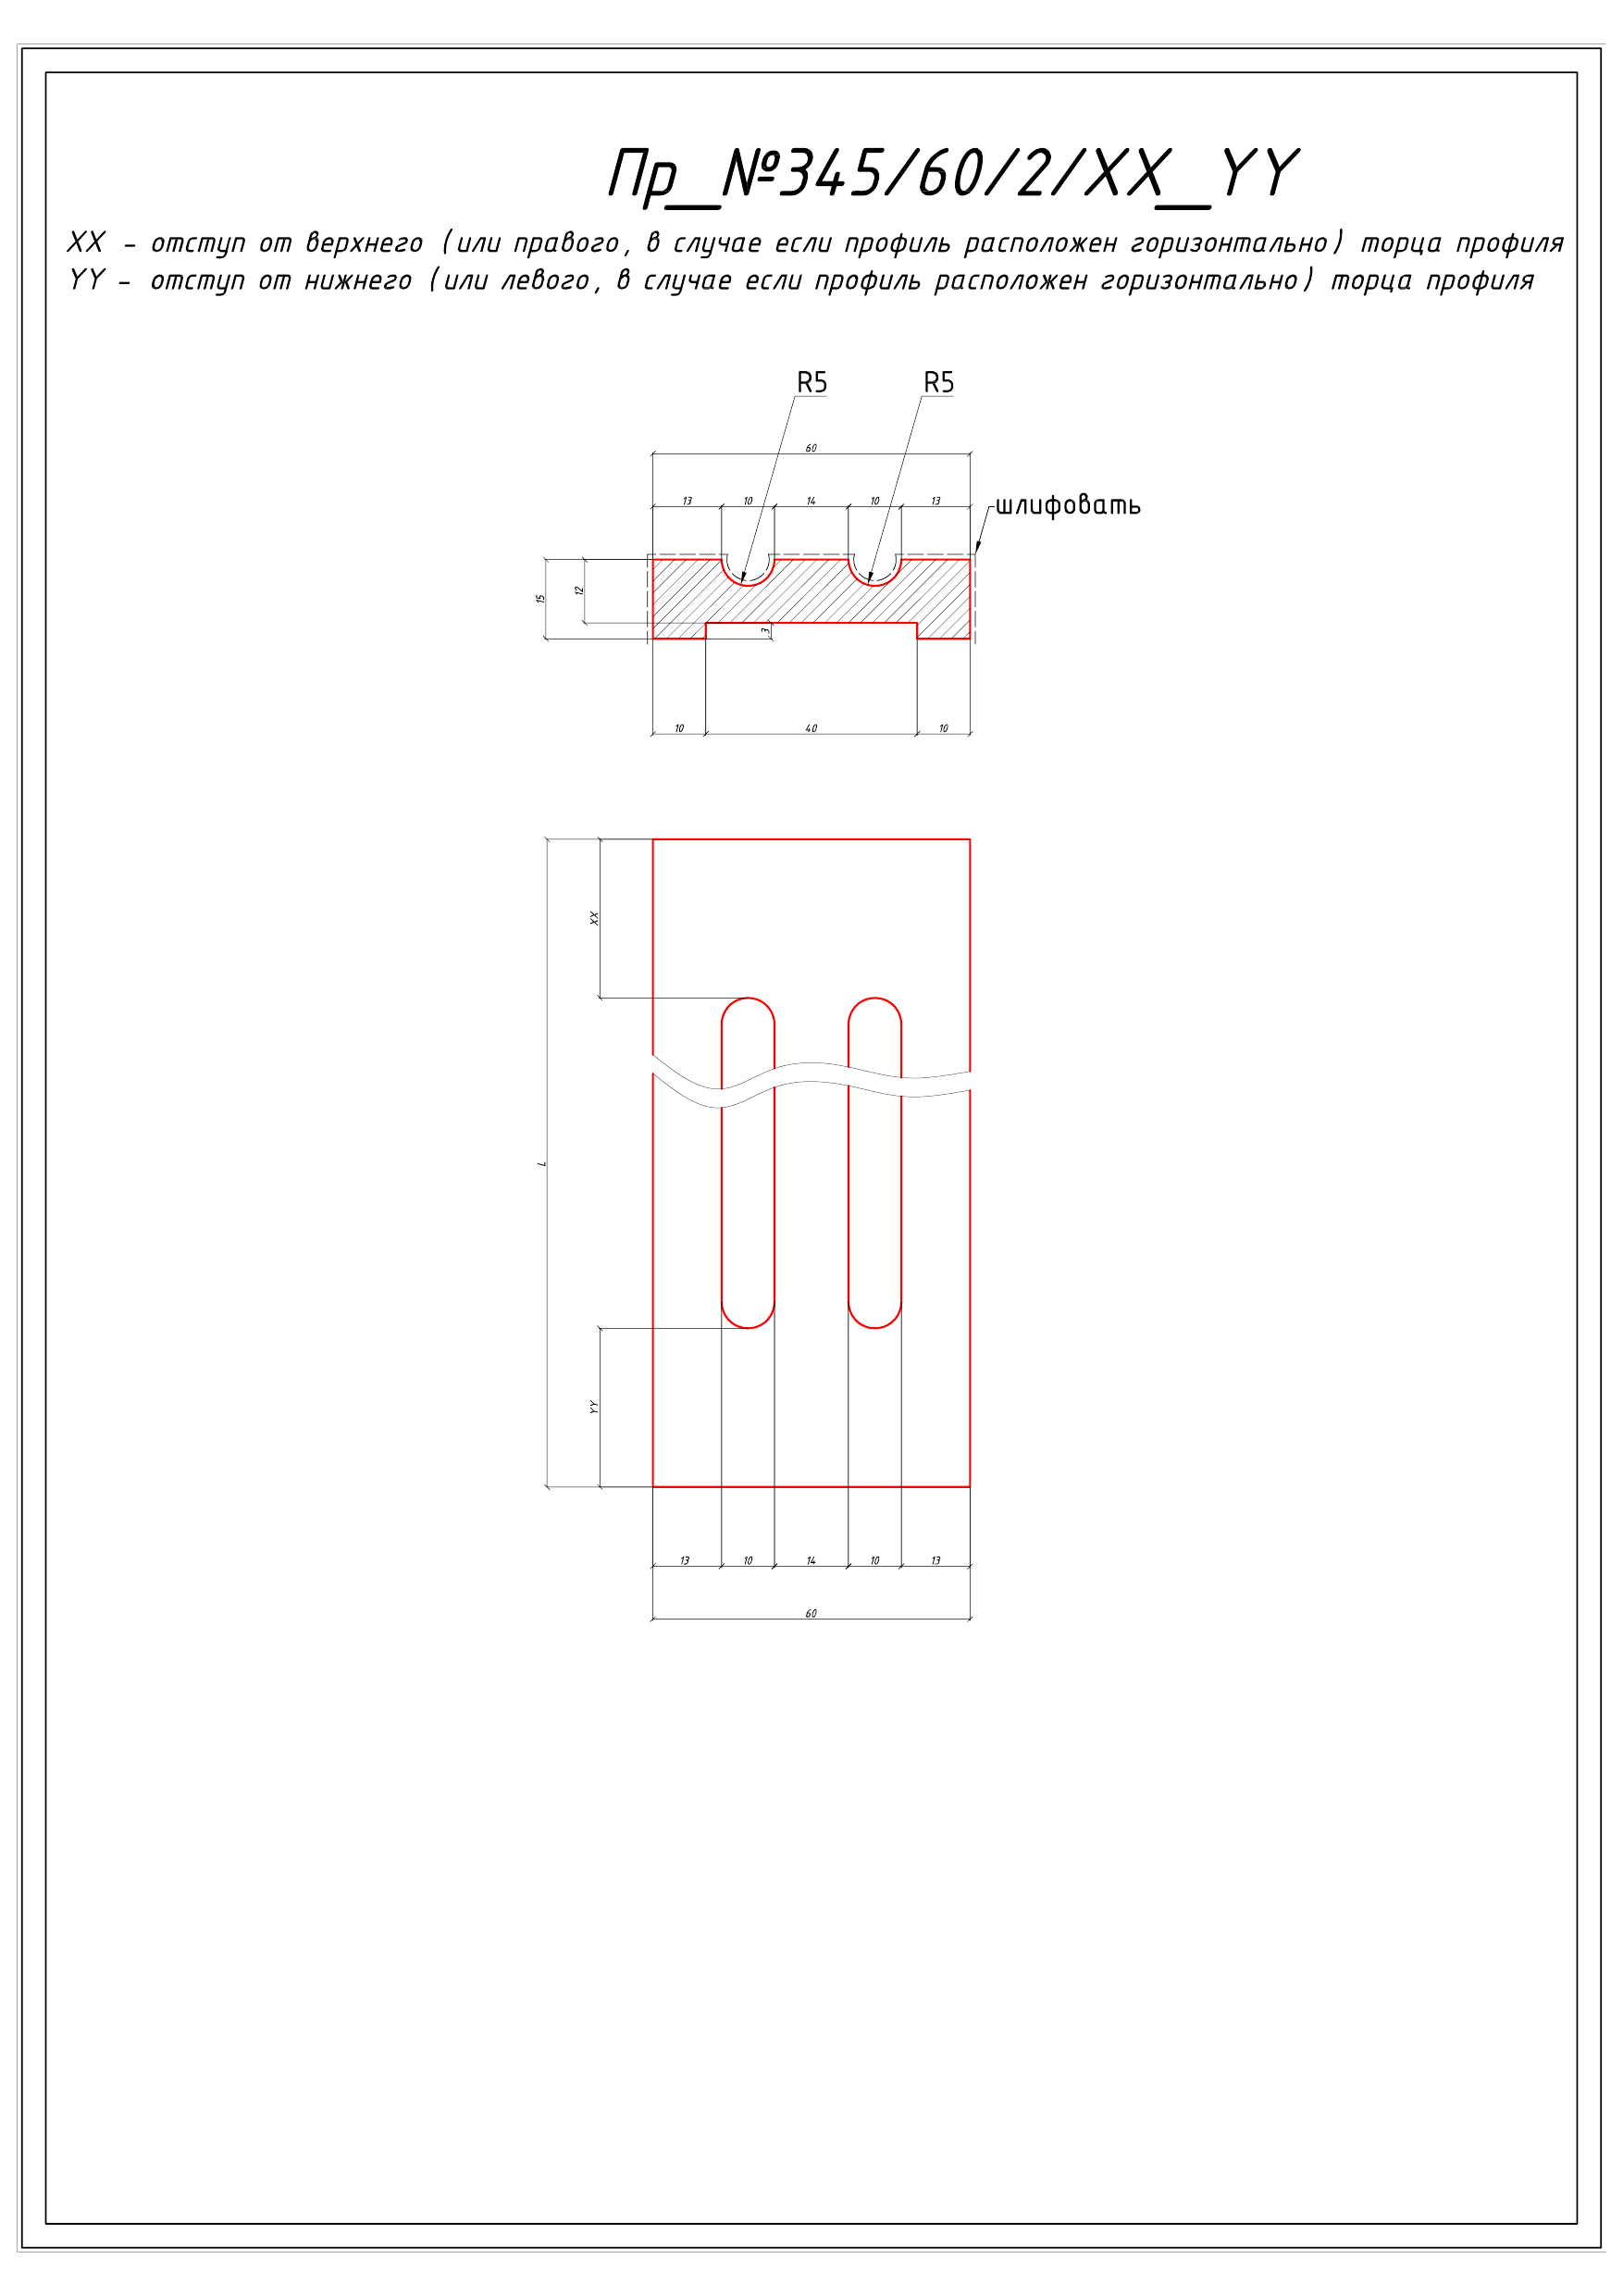 Пр_№345/60/2/XX_YY
XX - отступ от верхнего (или правого, в случае если профиль расположен горизонтально) торца профиля
YY - отступ от нижнего (или левого, в случае если профиль расположен горизонтально) торца профиля
R5 R5
60
13 10 14 10 13
шлифовать
15 12 3
10 40 10
XX
L
YY
13 10 14 10 13
60